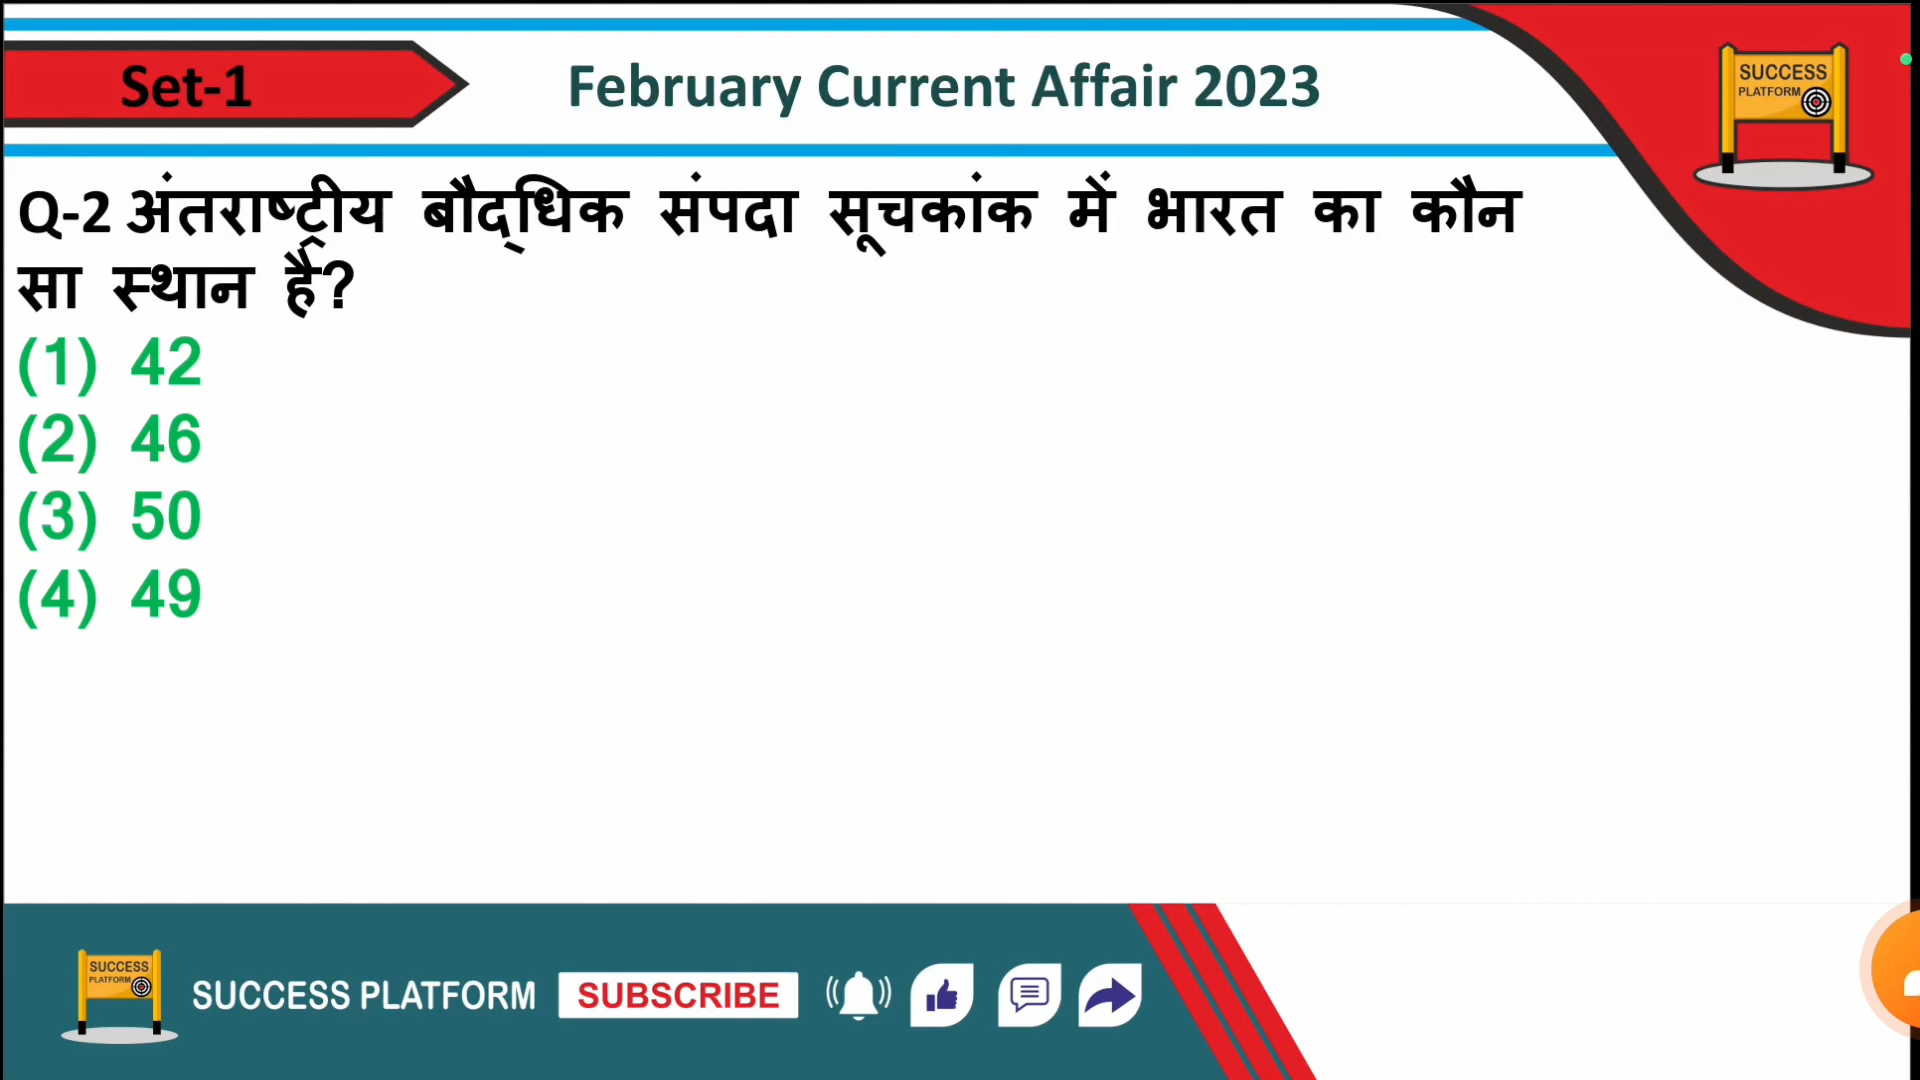 Set-1
February Current Affair 2023
SUCCESS
PLATFORM
Q-2 अंतराष्ट्रीय बौद्धिक संपदा सूचकांक में भारत का कौन
सा स्थान है?
(1) 42
(2) 46
(3) 50
(4) 49
SUCCESS
PLATFORM
SUCCESS PLATFORM
SUBSCRIBE